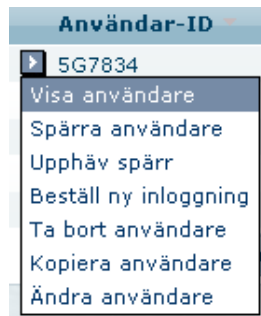 Användar-ID
5G7834
Visa användare
Spärra användare
Upphäv spärr
Beställ ny inloggning
Ta bort användare
Kopiera användare
Ändra användare